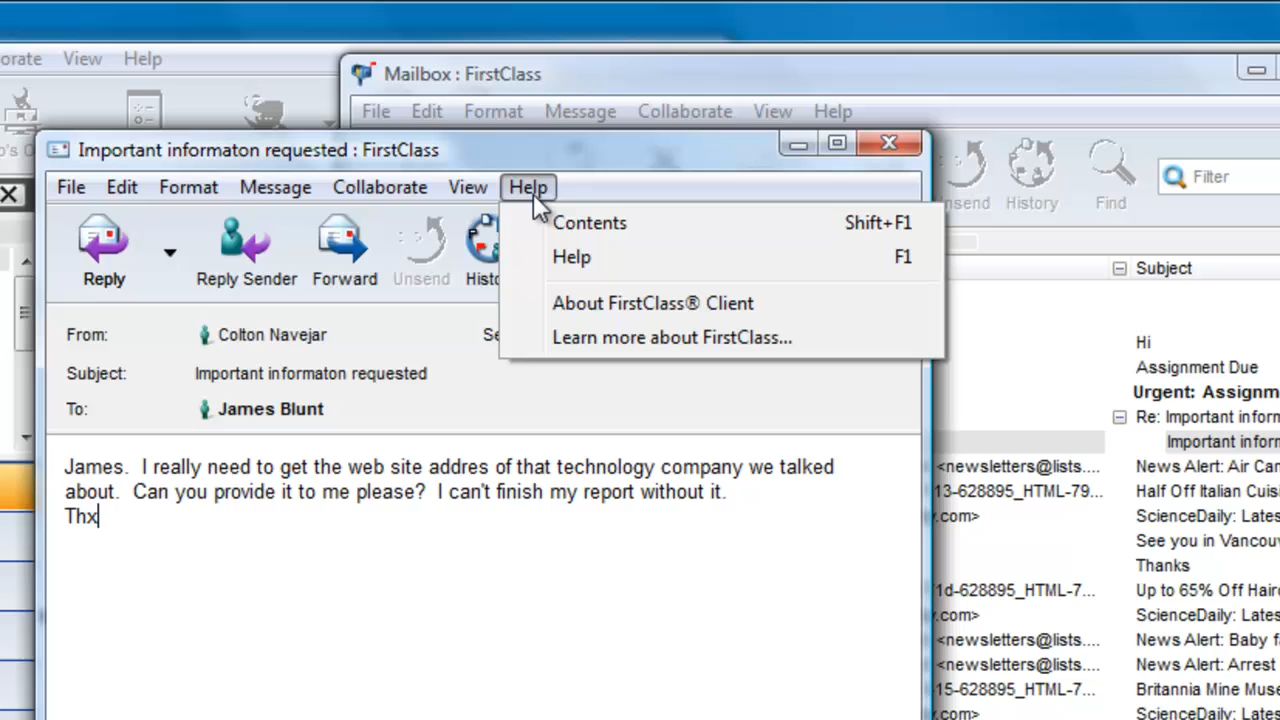 orate View Help
Mailbox : FirstClass
File Edit Format Message Collaborate View Help
Important informaton requested : FirstClass
File Edit Format Message Collaborate View Help
History Find Filter
Contents Shift+F1
Help F1
About FirstClass® Client
Learn more about FirstClass...
Reply Reply Sender Forward Unsend Histo
Subject
From: Colton Navejar Se
Subject: Important informaton requested
To: James Blunt
James. I really need to get the web site addres of that technology company we talked
about. Can you provide it to me please? I can't finish my report without it.
Thx
Hi
Assignment Due
Urgent: Assignm
Re: Important inforr
Important inforr
<newsletters@lists.... News Alert: Air Can
13-628895_HTML-79... Half Off Italian Cuisi
y.com> ScienceDaily: Lates
See you in Vancouv
Thanks
1d-628895_HTML-7... Up to 65% Off Hairc
y.com> ScienceDaily: Lates
<newsletters@lists.... News Alert: Baby fa
<newsletters@lists.... News Alert: Arrest
15-628895_HTML-7... Britannia Mine Muse
y.com> ScienceDaily: Lates